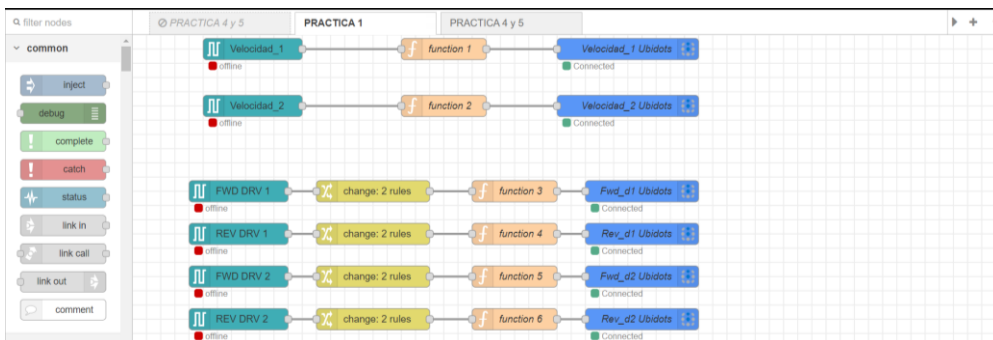 filter nodes
PRACTICA 4 y 5
PRACTICA 1
PRACTICA 4 y 5
common
inject
debug
complete
catch
status
link in
link call
link out
comment
Velocidad_1
offline
function 1
Velocidad_1 Ubidots
Connected
Velocidad_2
offline
function 2
Velocidad_2 Ubidots
Connected
FWD DRV 1
offline
change: 2 rules
function 3
Fwd_d1 Ubidots
Connected
REV DRV 1
offline
change: 2 rules
function 4
Rev_d1 Ubidots
Connected
FWD DRV 2
offline
change: 2 rules
function 5
Fwd_d2 Ubidots
Connected
REV DRV 2
offline
change: 2 rules
function 6
Rev_d2 Ubidots
Connected